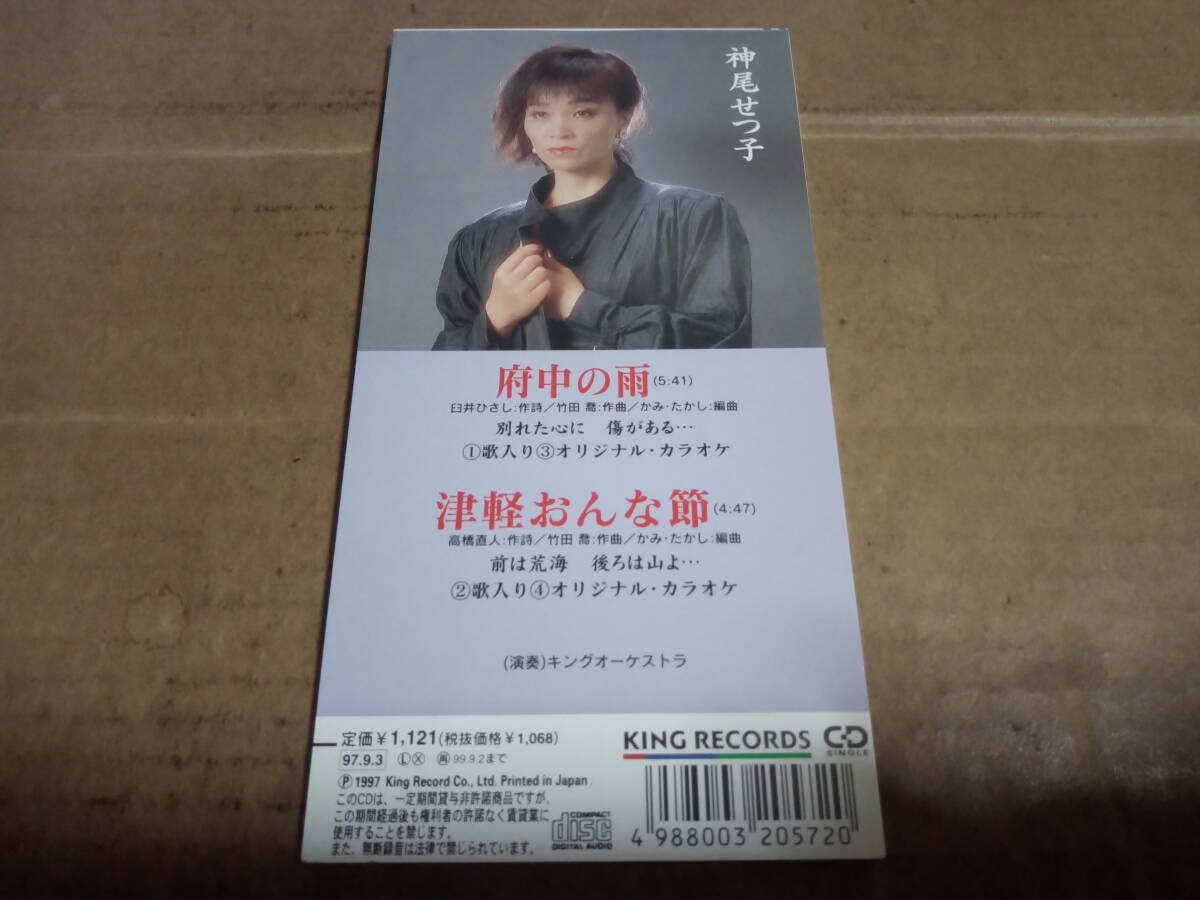 神尾せつ子
府中の雨(5:41)
臼井ひさし:作詩／竹田 喬:作曲／かみ・たかし:編曲
別れた心に　傷がある…
①歌入り③オリジナル・カラオケ
津軽おんな節(4:47)
高橋直人:作詩／竹田 喬:作曲／かみ・たかし:編曲
前は荒海　後ろは山よ…
②歌入り④オリジナル・カラオケ
(演奏)キングオーケストラ
定価￥1,121(税抜価格￥1,068)
97.9.3 Ⓛ Ⓧ ㊢99.9.2まで
Ⓟ 1997 King Record Co., Ltd. Printed in Japan.
このCDは、一定期間貸与非許諾商品ですが、
この期間経過後も権利者の許諾なく賃貸業に
使用することを禁じます。
また、無断録音は法律で禁じられています。
KING RECORDS
CD SINGLE
COMPACT disc DIGITAL AUDIO
4 988003 205720